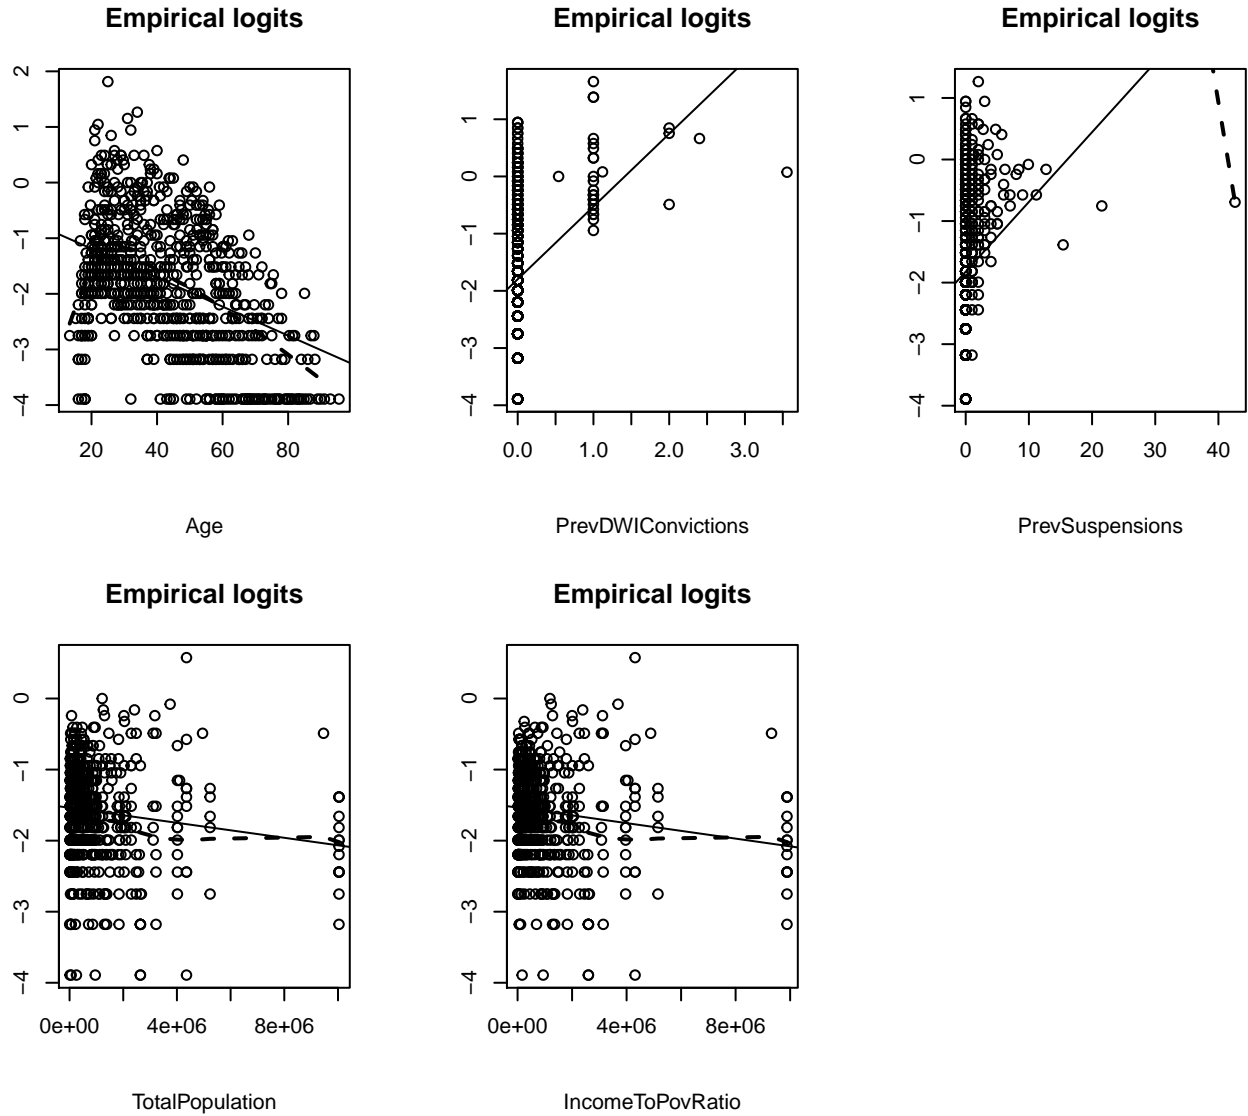 Empirical logits
Empirical logits
Empirical logits
2
1
0
−1
−2
−3
−4
20 40 60 80
Age
1
0
−1
−2
−3
−4
0.0 1.0 2.0 3.0
PrevDWIConvictions
1
0
−1
−2
−3
−4
0 10 20 30 40
PrevSuspensions
Empirical logits
Empirical logits
0
−1
−2
−3
−4
0e+00 4e+06 8e+06
TotalPopulation
0
−1
−2
−3
−4
0e+00 4e+06 8e+06
IncomeToPovRatio